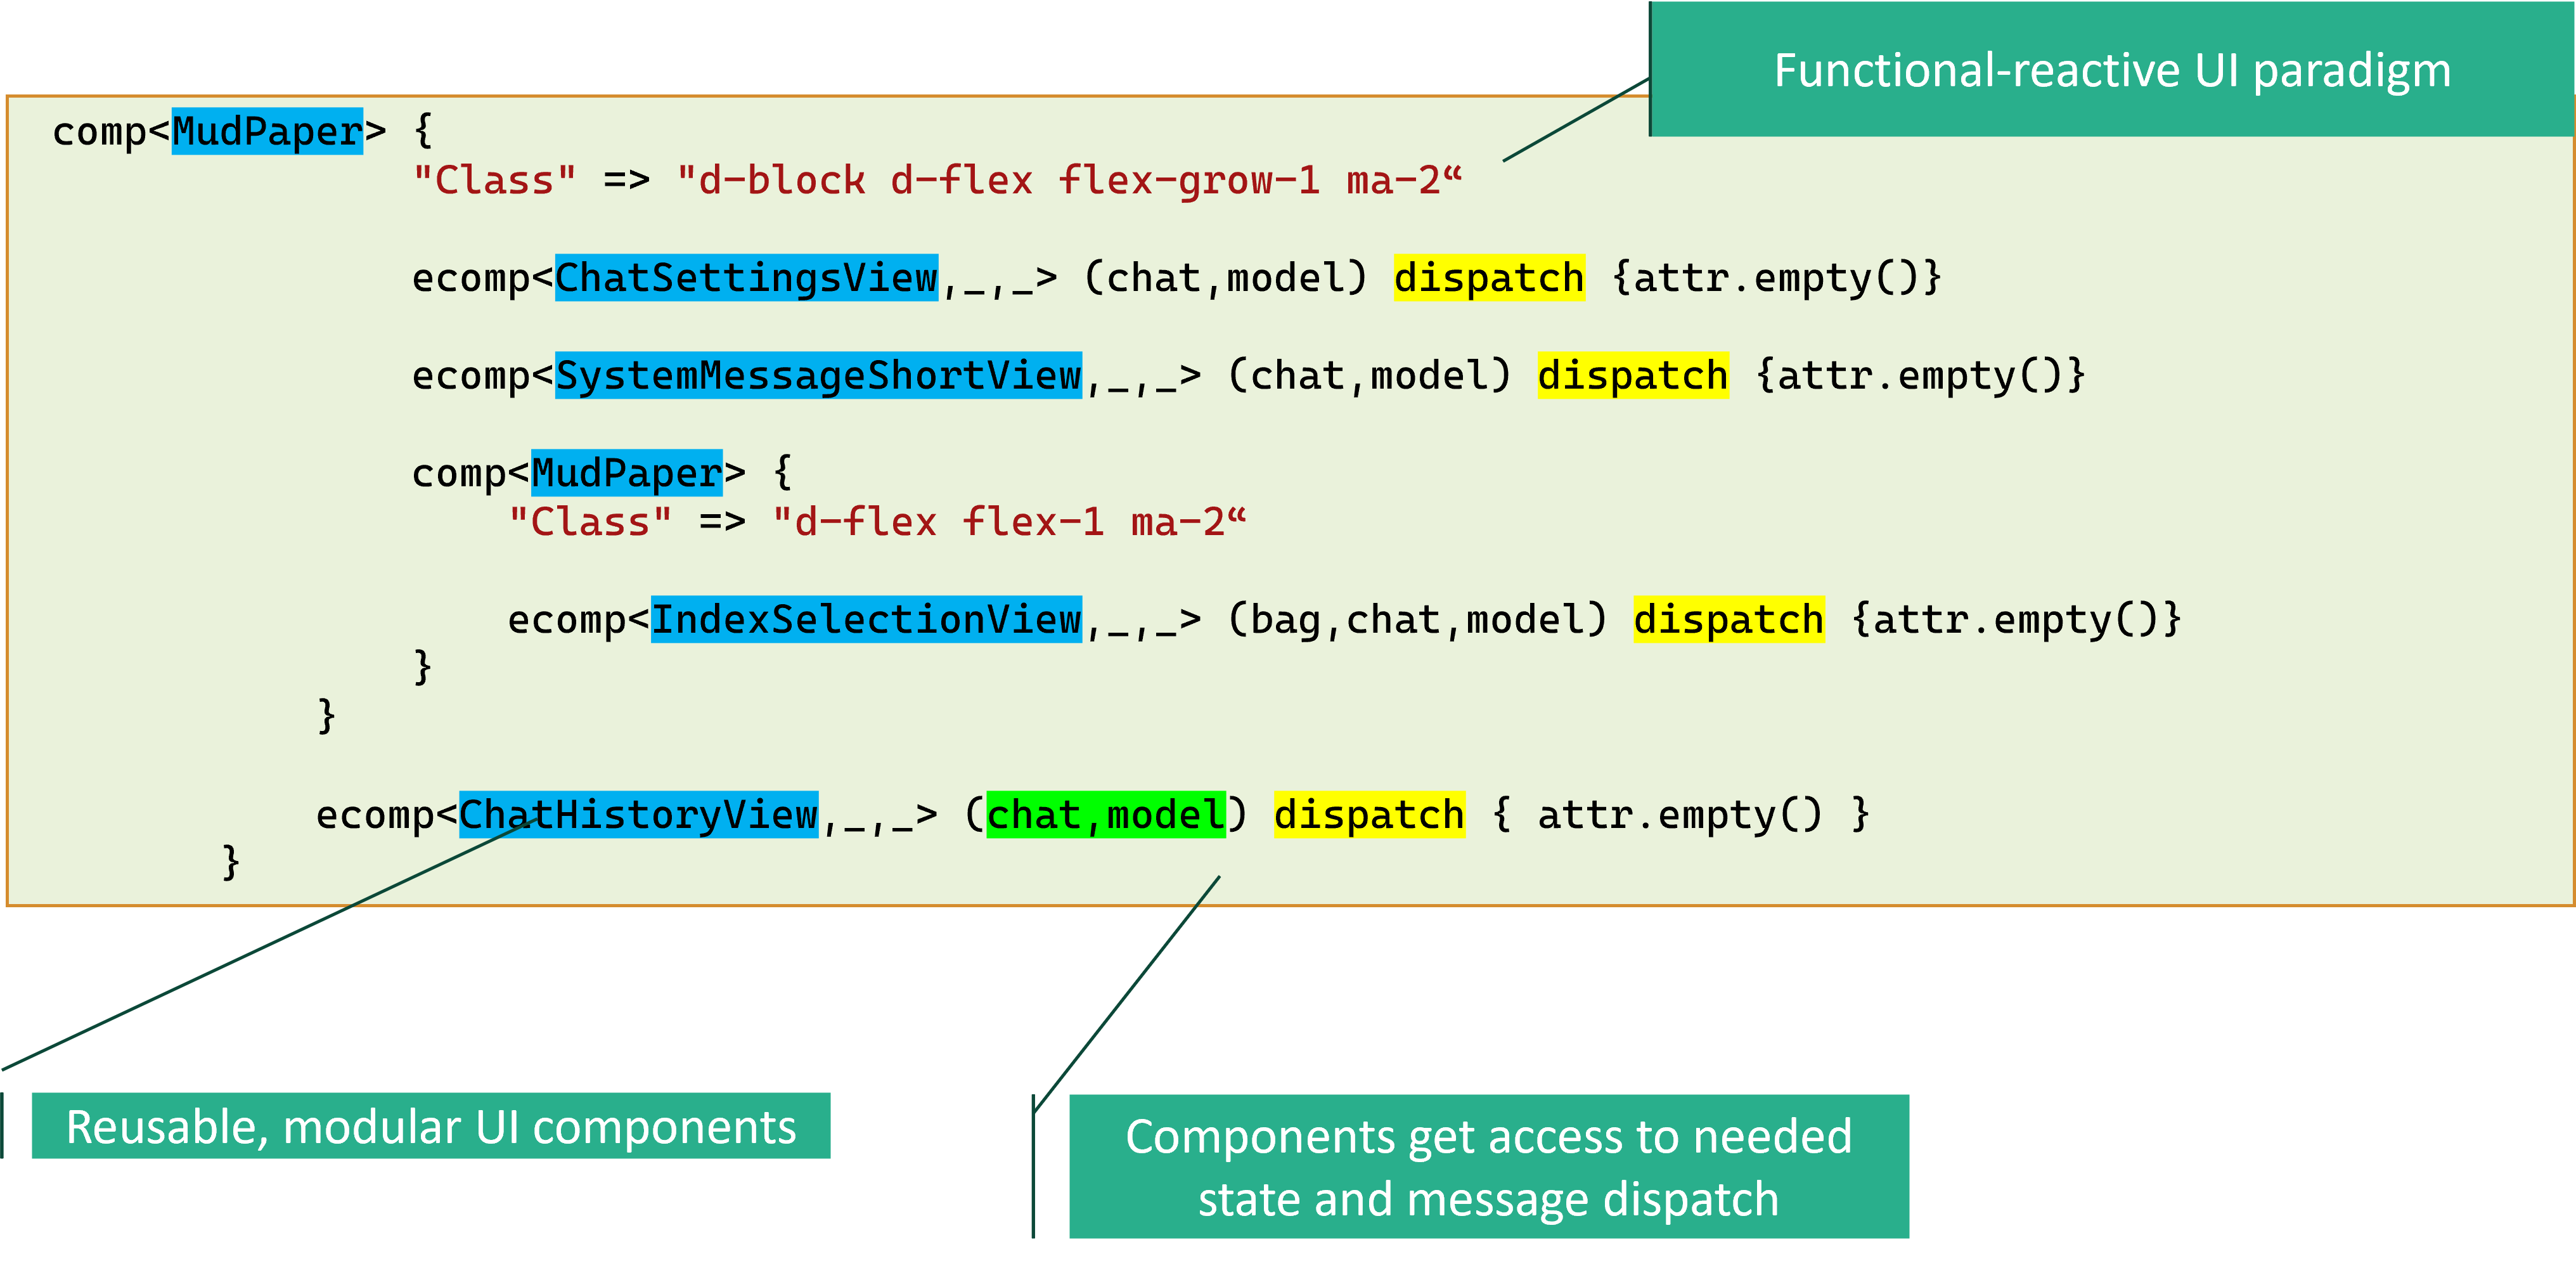 Functional-reactive UI paradigm
comp<MudPaper> {
"Class" => "d-block d-flex flex-grow-1 ma-2“
ecomp<ChatSettingsView,_,_> (chat,model) dispatch {attr.empty()}
ecomp<SystemMessageShortView,_,_> (chat,model) dispatch {attr.empty()}
comp<MudPaper> {
"Class" => "d-flex flex-1 ma-2“
ecomp<IndexSelectionView,_,_> (bag,chat,model) dispatch {attr.empty()}
}
}
ecomp<ChatHistoryView,_,_> (chat,model) dispatch { attr.empty() }
}
Reusable, modular UI components
Components get access to needed
state and message dispatch